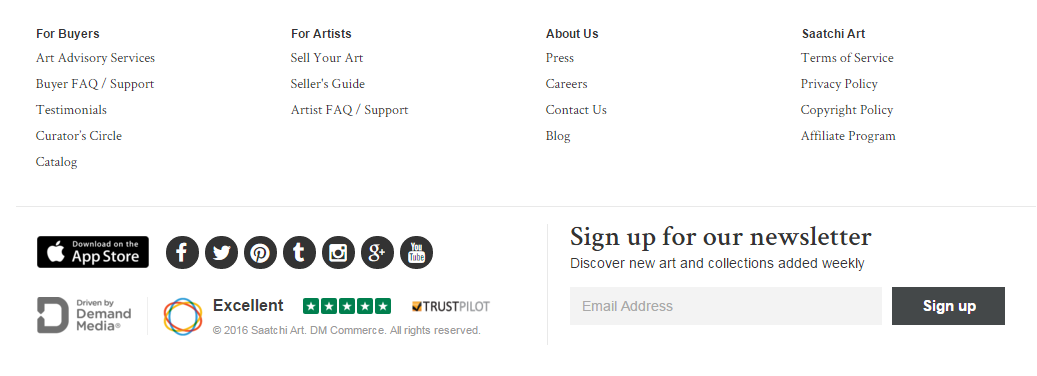 For Buyers
Art Advisory Services
Buyer FAQ / Support
Testimonials
Curator's Circle
Catalog
For Artists
Sell Your Art
Seller's Guide
Artist FAQ / Support
About Us
Press
Careers
Contact Us
Blog
Saatchi Art
Terms of Service
Privacy Policy
Copyright Policy
Affiliate Program
Download on the
App Store
f
t
g+
You
Tube
Driven by
Demand
Media®
Excellent
TRUSTPILOT
© 2016 Saatchi Art. DM Commerce. All rights reserved.
Sign up for our newsletter
Discover new art and collections added weekly
Email Address
Sign up